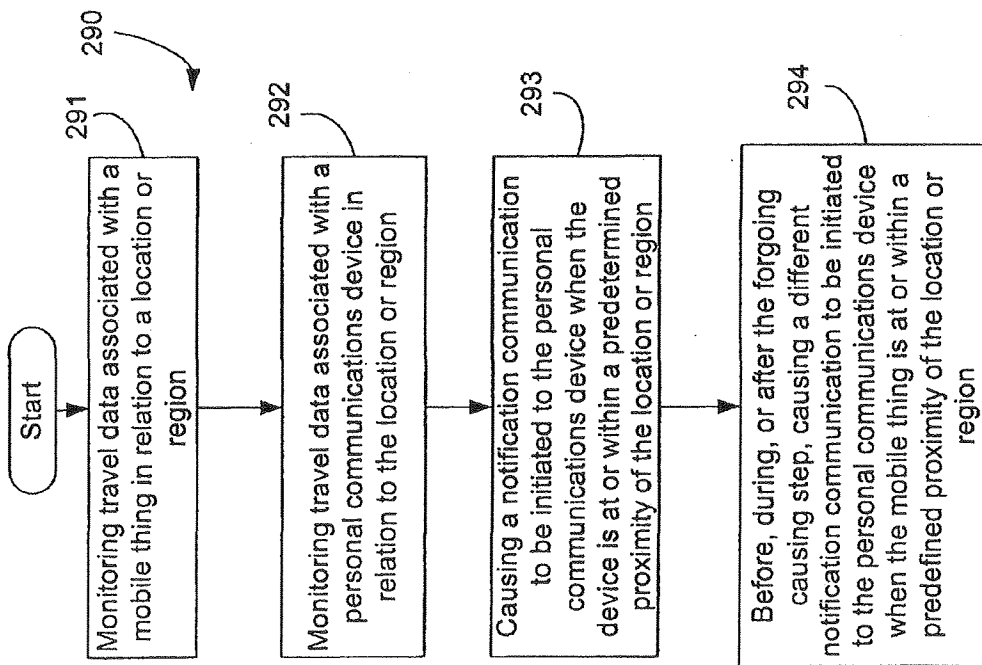 Start
290
291
Monitoring travel data associated with a
mobile thing in relation to a location or
region
292
Monitoring travel data associated with a
personal communications device in
relation to the location or region
293
Causing a notification communication
to be initiated to the personal
communications device when the
device is at or within a predetermined
proximity of the location or region
294
Before, during, or after the forgoing
causing step, causing a different
notification communication to be initiated
to the personal communications device
when the mobile thing is at or within a
predefined proximity of the location or
region